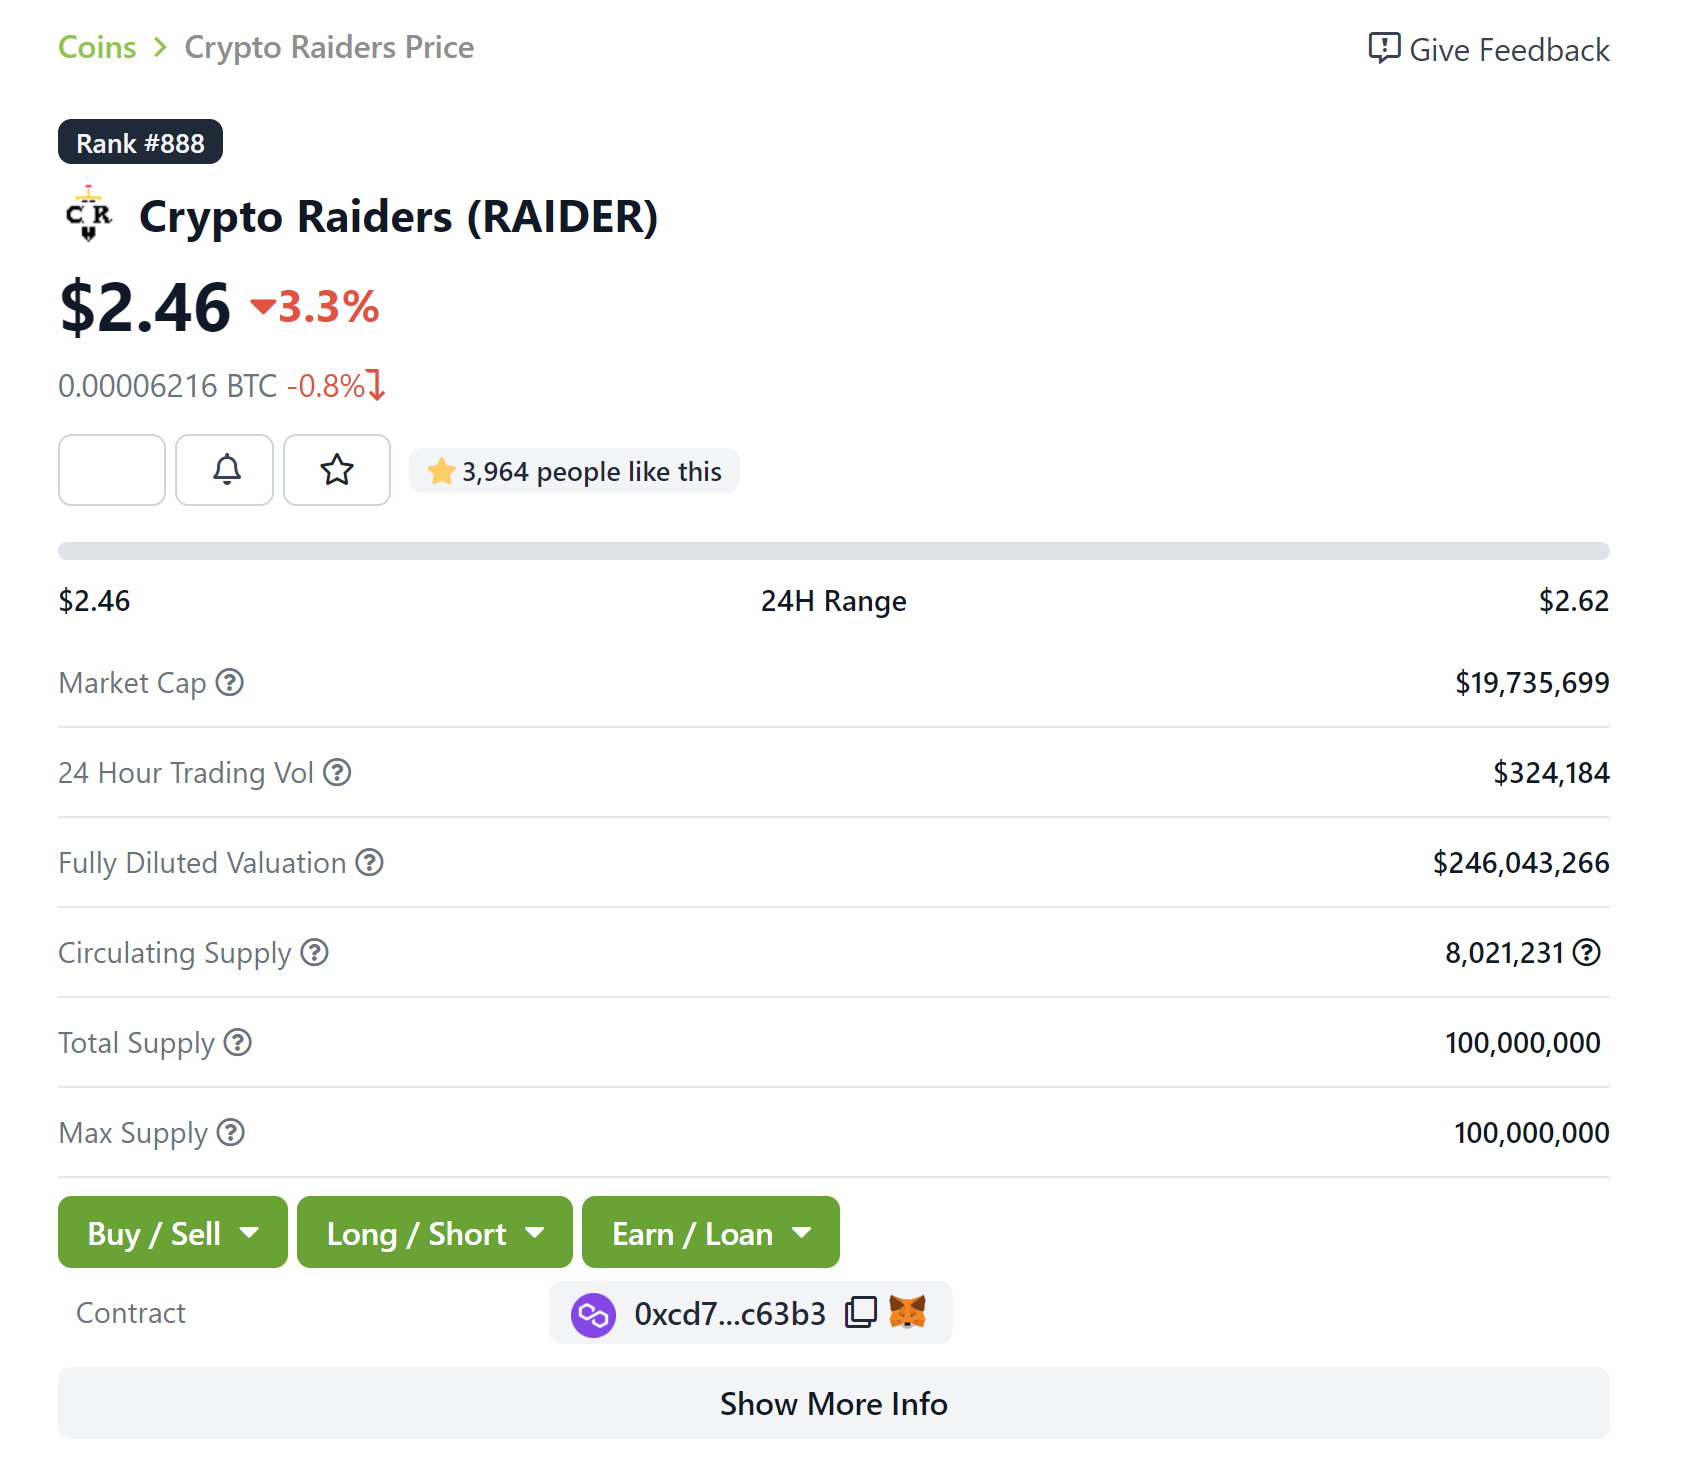 Coins > Crypto Raiders Price
Give Feedback
Rank #888
CR
Crypto Raiders (RAIDER)
$2.46 3.3%
0.00006216 BTC -0.8%
3,964 people like this
$2.46 24H Range $2.62
Market Cap $19,735,699
24 Hour Trading Vol $324,184
Fully Diluted Valuation $246,043,266
Circulating Supply 8,021,231
Total Supply 100,000,000
Max Supply 100,000,000
Buy / Sell Long / Short Earn / Loan
Contract 0xcd7...c63b3
Show More Info